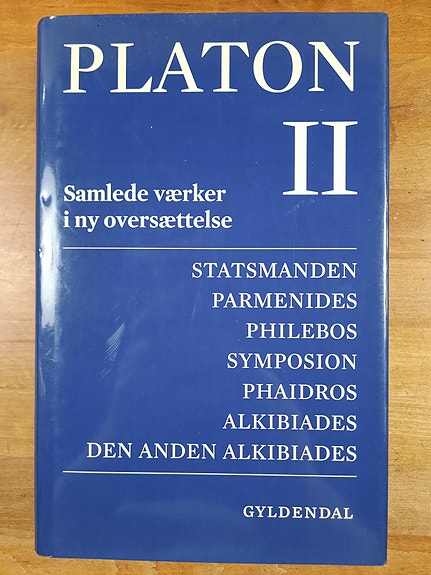 PLATON
II
Samlede værker
i ny oversættelse
STATSMANDEN
PARMENIDES
PHILEBOS
SYMPOSION
PHAIDROS
ALKIBIADES
DEN ANDEN ALKIBIADES
GYLDENDAL